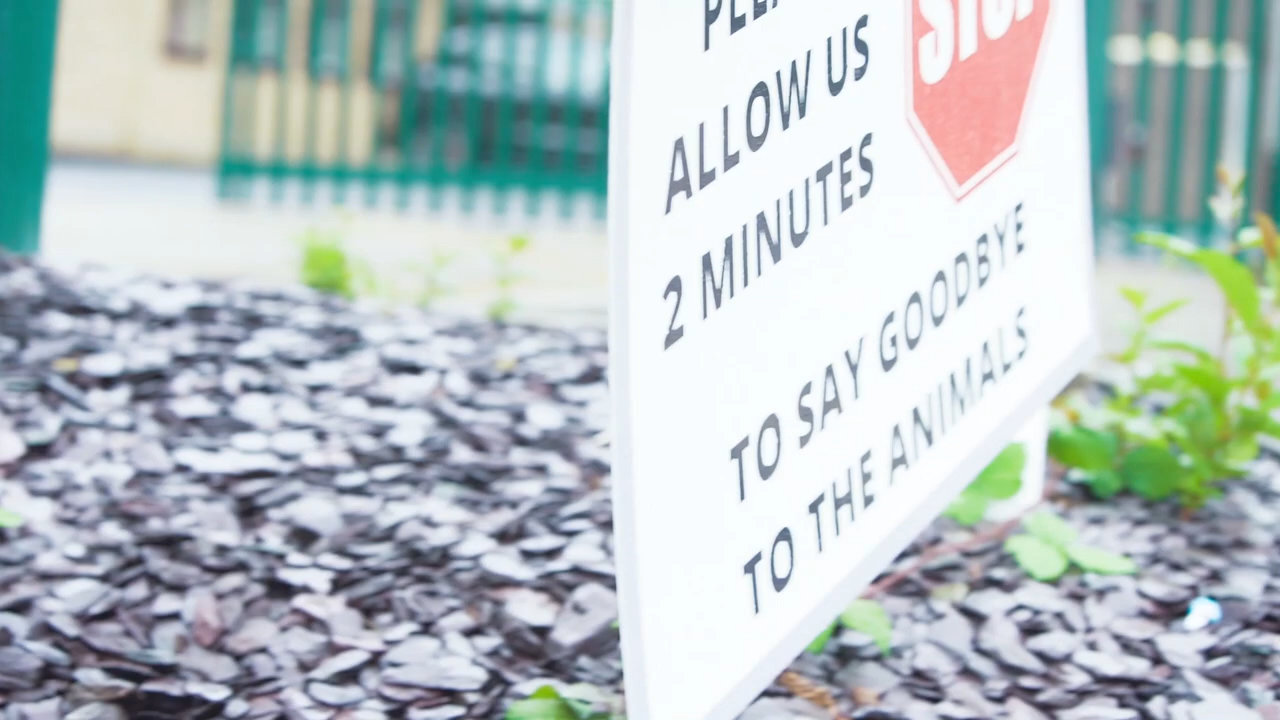 ALLOW US
2 MINUTES
STOP
TO SAY GOODBYE
TO THE ANIMALS